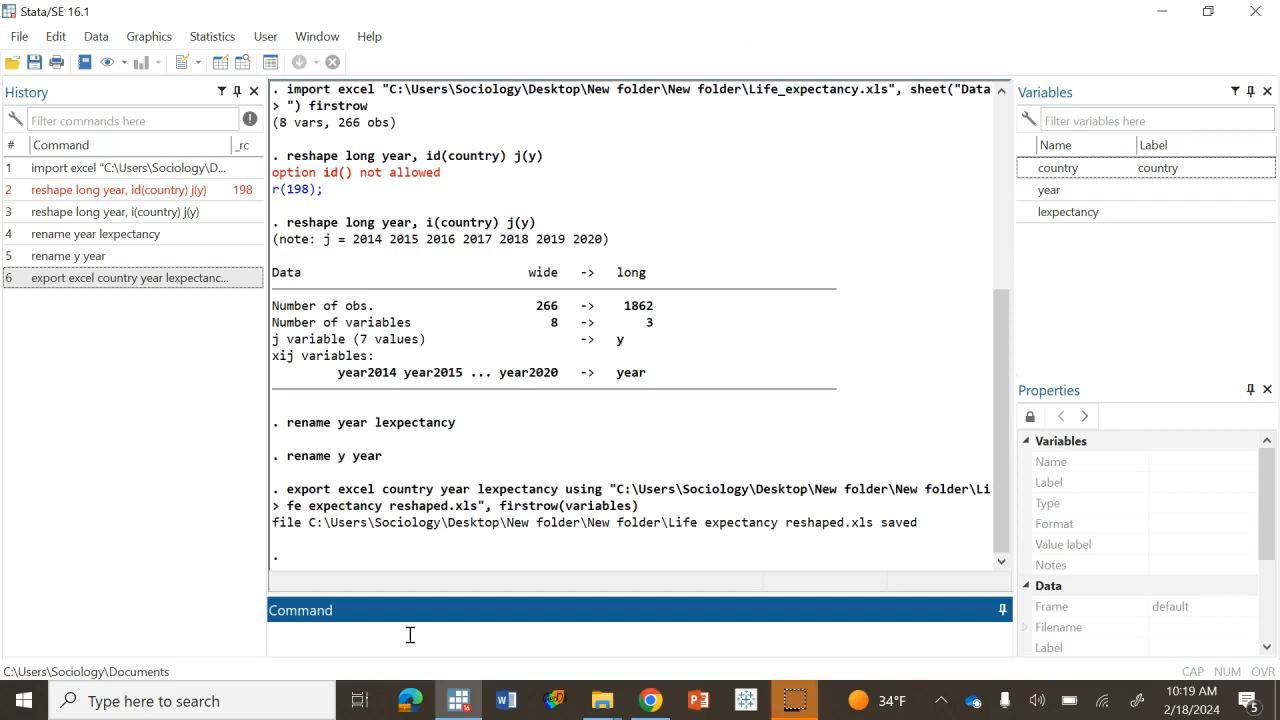 Stata/SE 16.1
File Edit Data Graphics Statistics User Window Help
History
Filter commands here
# Command _rc
1 import excel "C:\Users\Sociology\D...
2 reshape long year, id(country) j(y) 198
3 reshape long year, i(country) j(y)
4 rename year lexpectancy
5 rename y year
6 export excel country year lexpectanc...
. import excel "C:\Users\Sociology\Desktop\New folder\New folder\Life_expectancy.xls", sheet("Data
> ") firstrow
(8 vars, 266 obs)
. reshape long year, id(country) j(y)
option id() not allowed
r(198);
. reshape long year, i(country) j(y)
(note: j = 2014 2015 2016 2017 2018 2019 2020)
Data wide -> long
Number of obs. 266 -> 1862
Number of variables 8 -> 3
j variable (7 values) -> y
xij variables:
year2014 year2015 ... year2020 -> year
. rename year lexpectancy
. rename y year
. export excel country year lexpectancy using "C:\Users\Sociology\Desktop\New folder\New folder\Li
> fe expectancy reshaped.xls", firstrow(variables)
file C:\Users\Sociology\Desktop\New folder\New folder\Life expectancy reshaped.xls saved
.
Command
Variables
Filter variables here
Name Label
country country
year
lexpectancy
Properties
Variables
Name
Label
Type
Format
Value label
Notes
Data
Frame default
Filename
Label
C:\Users\Sociology\Documents
CAP NUM OVR
Type here to search
34°F
10:19 AM
2/18/2024
5